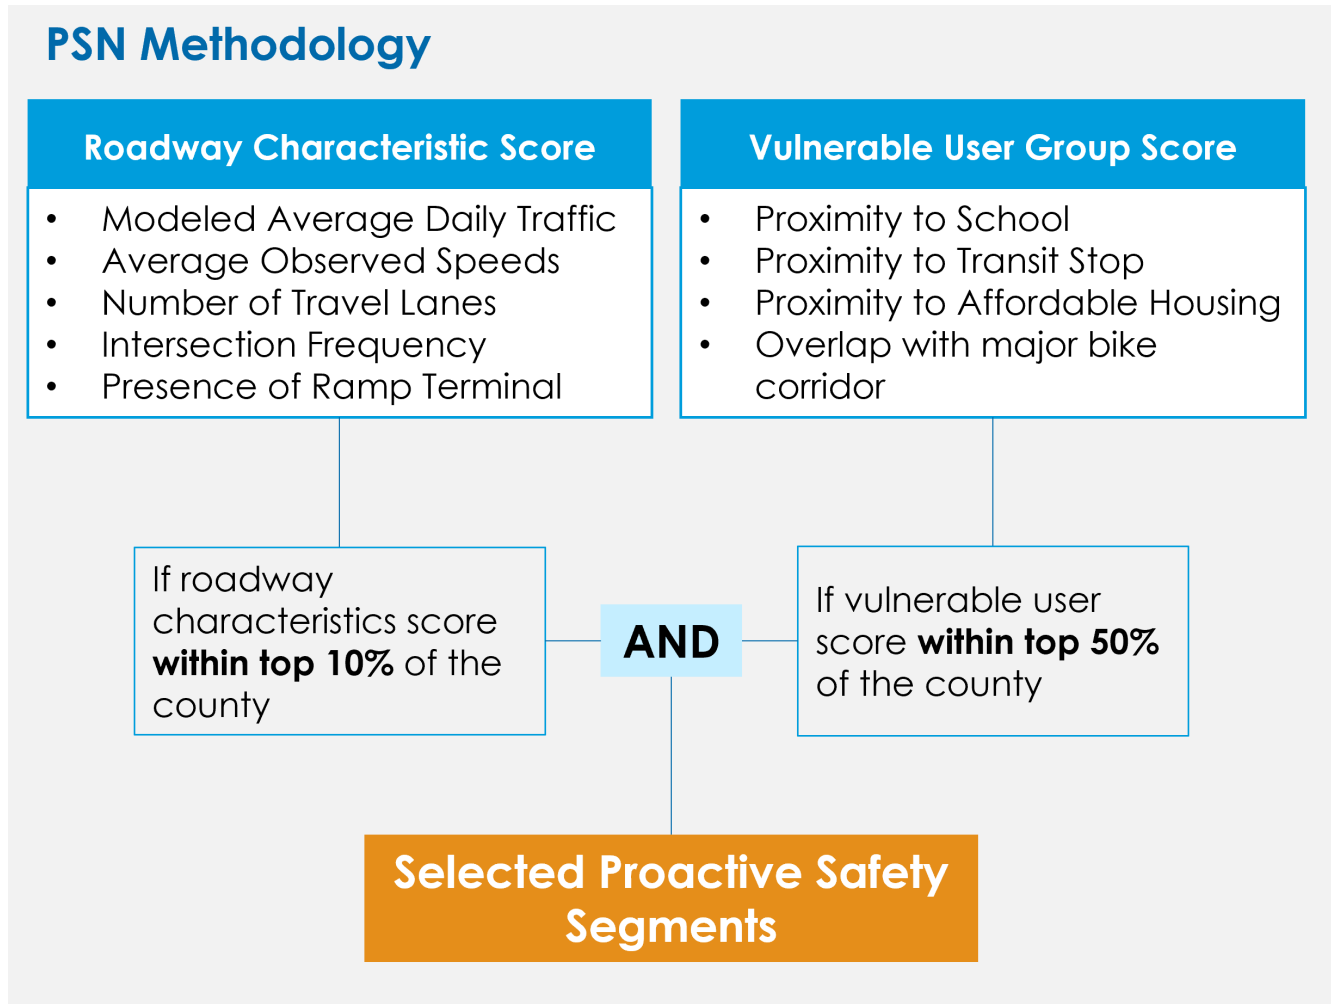 PSN Methodology
Roadway Characteristic Score
• Modeled Average Daily Traffic
• Average Observed Speeds
• Number of Travel Lanes
• Intersection Frequency
• Presence of Ramp Terminal
Vulnerable User Group Score
• Proximity to School
• Proximity to Transit Stop
• Proximity to Affordable Housing
• Overlap with major bike
corridor
If roadway
characteristics score
within top 10% of the
county
AND
If vulnerable user
score within top 50%
of the county
Selected Proactive Safety
Segments